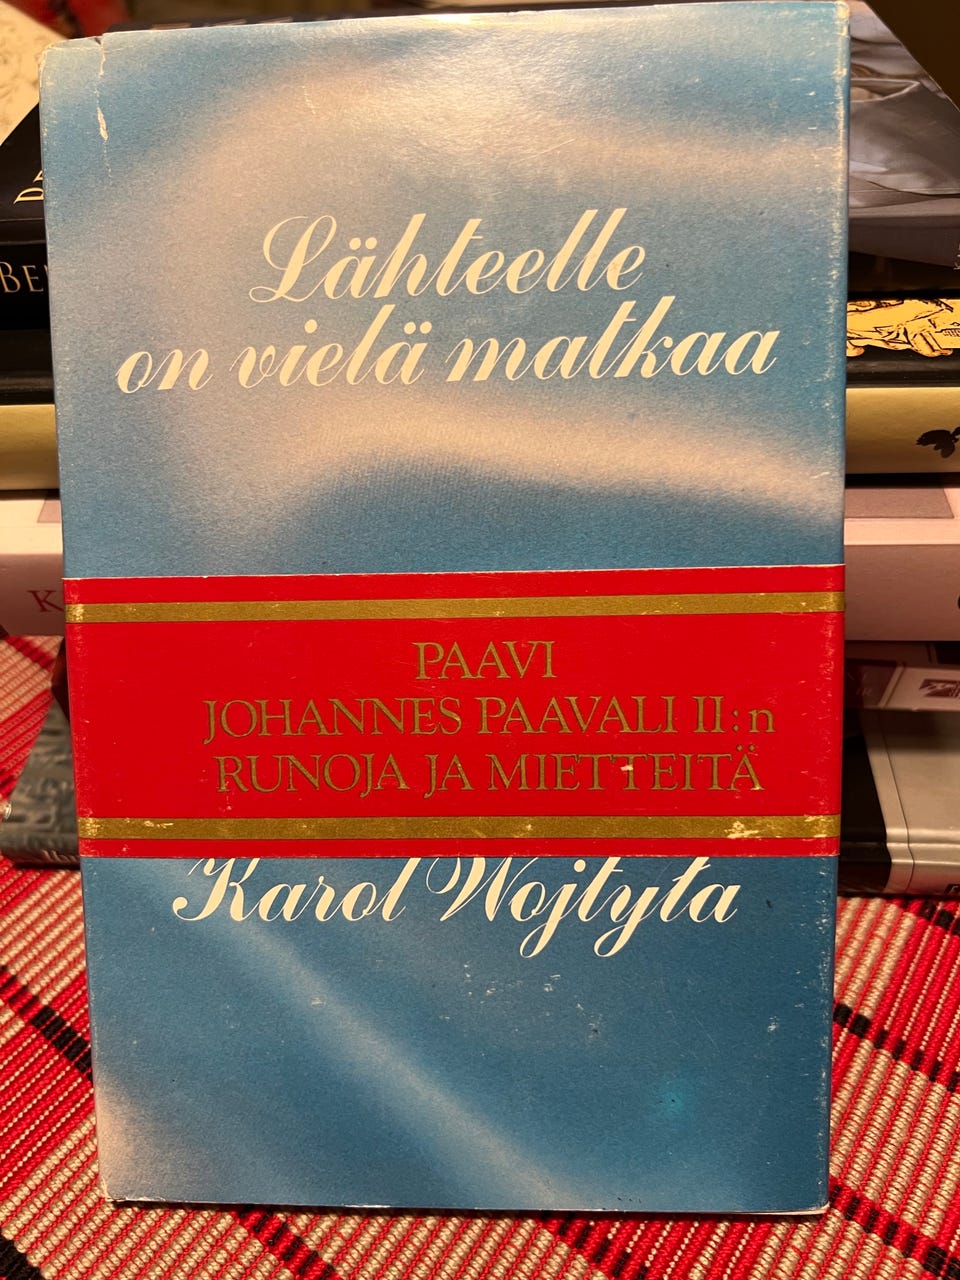 Lähteelle
on vielä matkaa
PAAVI
JOHANNES PAAVALI II:n
RUNOJA JA MIETTEITÄ
Karol Wojtyła